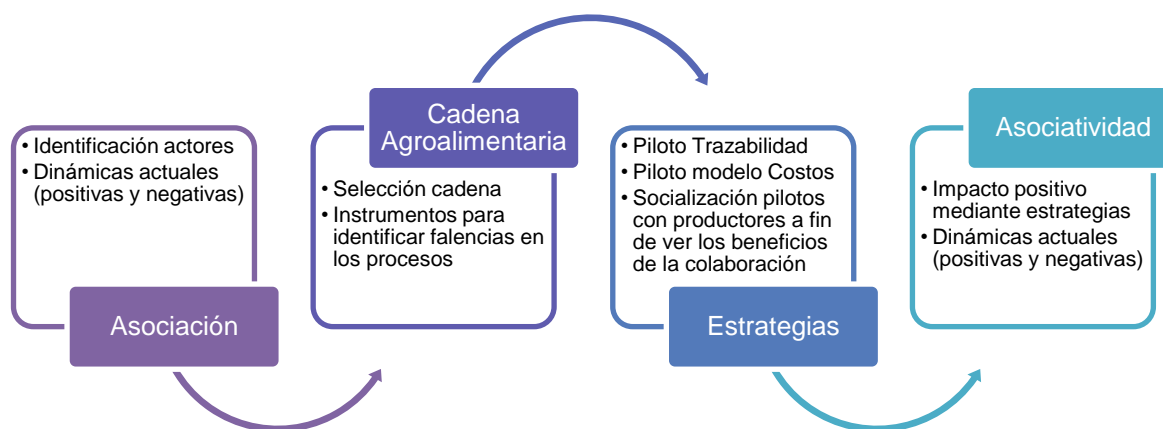 • Identificación actores
• Dinámicas actuales
(positivas y negativas)
Asociación
Cadena
Agroalimentaria
• Selección cadena
• Instrumentos para
identificar falencias en
los procesos
• Piloto Trazabilidad
• Piloto modelo Costos
• Socialización pilotos
con productores a fin
de ver los beneficios
de la colaboración
Estrategias
Asociatividad
• Impacto positivo
mediante estrategias
• Dinámicas actuales
(positivas y negativas)